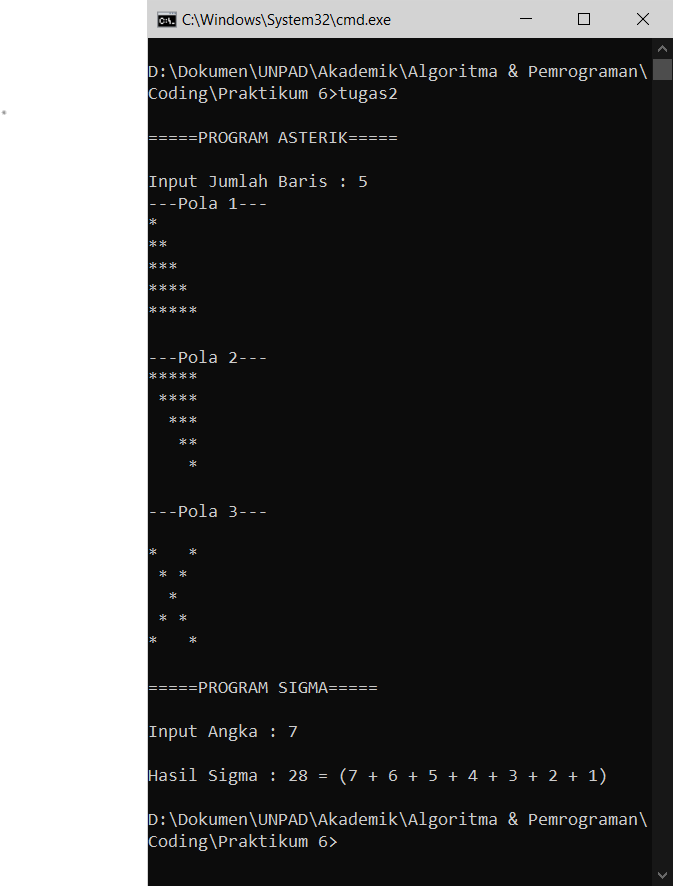 C:\Windows\System32\cmd.exe
D:\Dokumen\UNPAD\Akademik\Algoritma & Pemrograman\
Coding\Praktikum 6>tugas2

=====PROGRAM ASTERIK=====

Input Jumlah Baris : 5
---Pola 1---
*
**
***
****
*****

---Pola 2---
*****
 ****
  ***
   **
    *

---Pola 3---

*   *
 * *
  *
 * *
*   *

=====PROGRAM SIGMA=====

Input Angka : 7

Hasil Sigma : 28 = (7 + 6 + 5 + 4 + 3 + 2 + 1)

D:\Dokumen\UNPAD\Akademik\Algoritma & Pemrograman\
Coding\Praktikum 6>